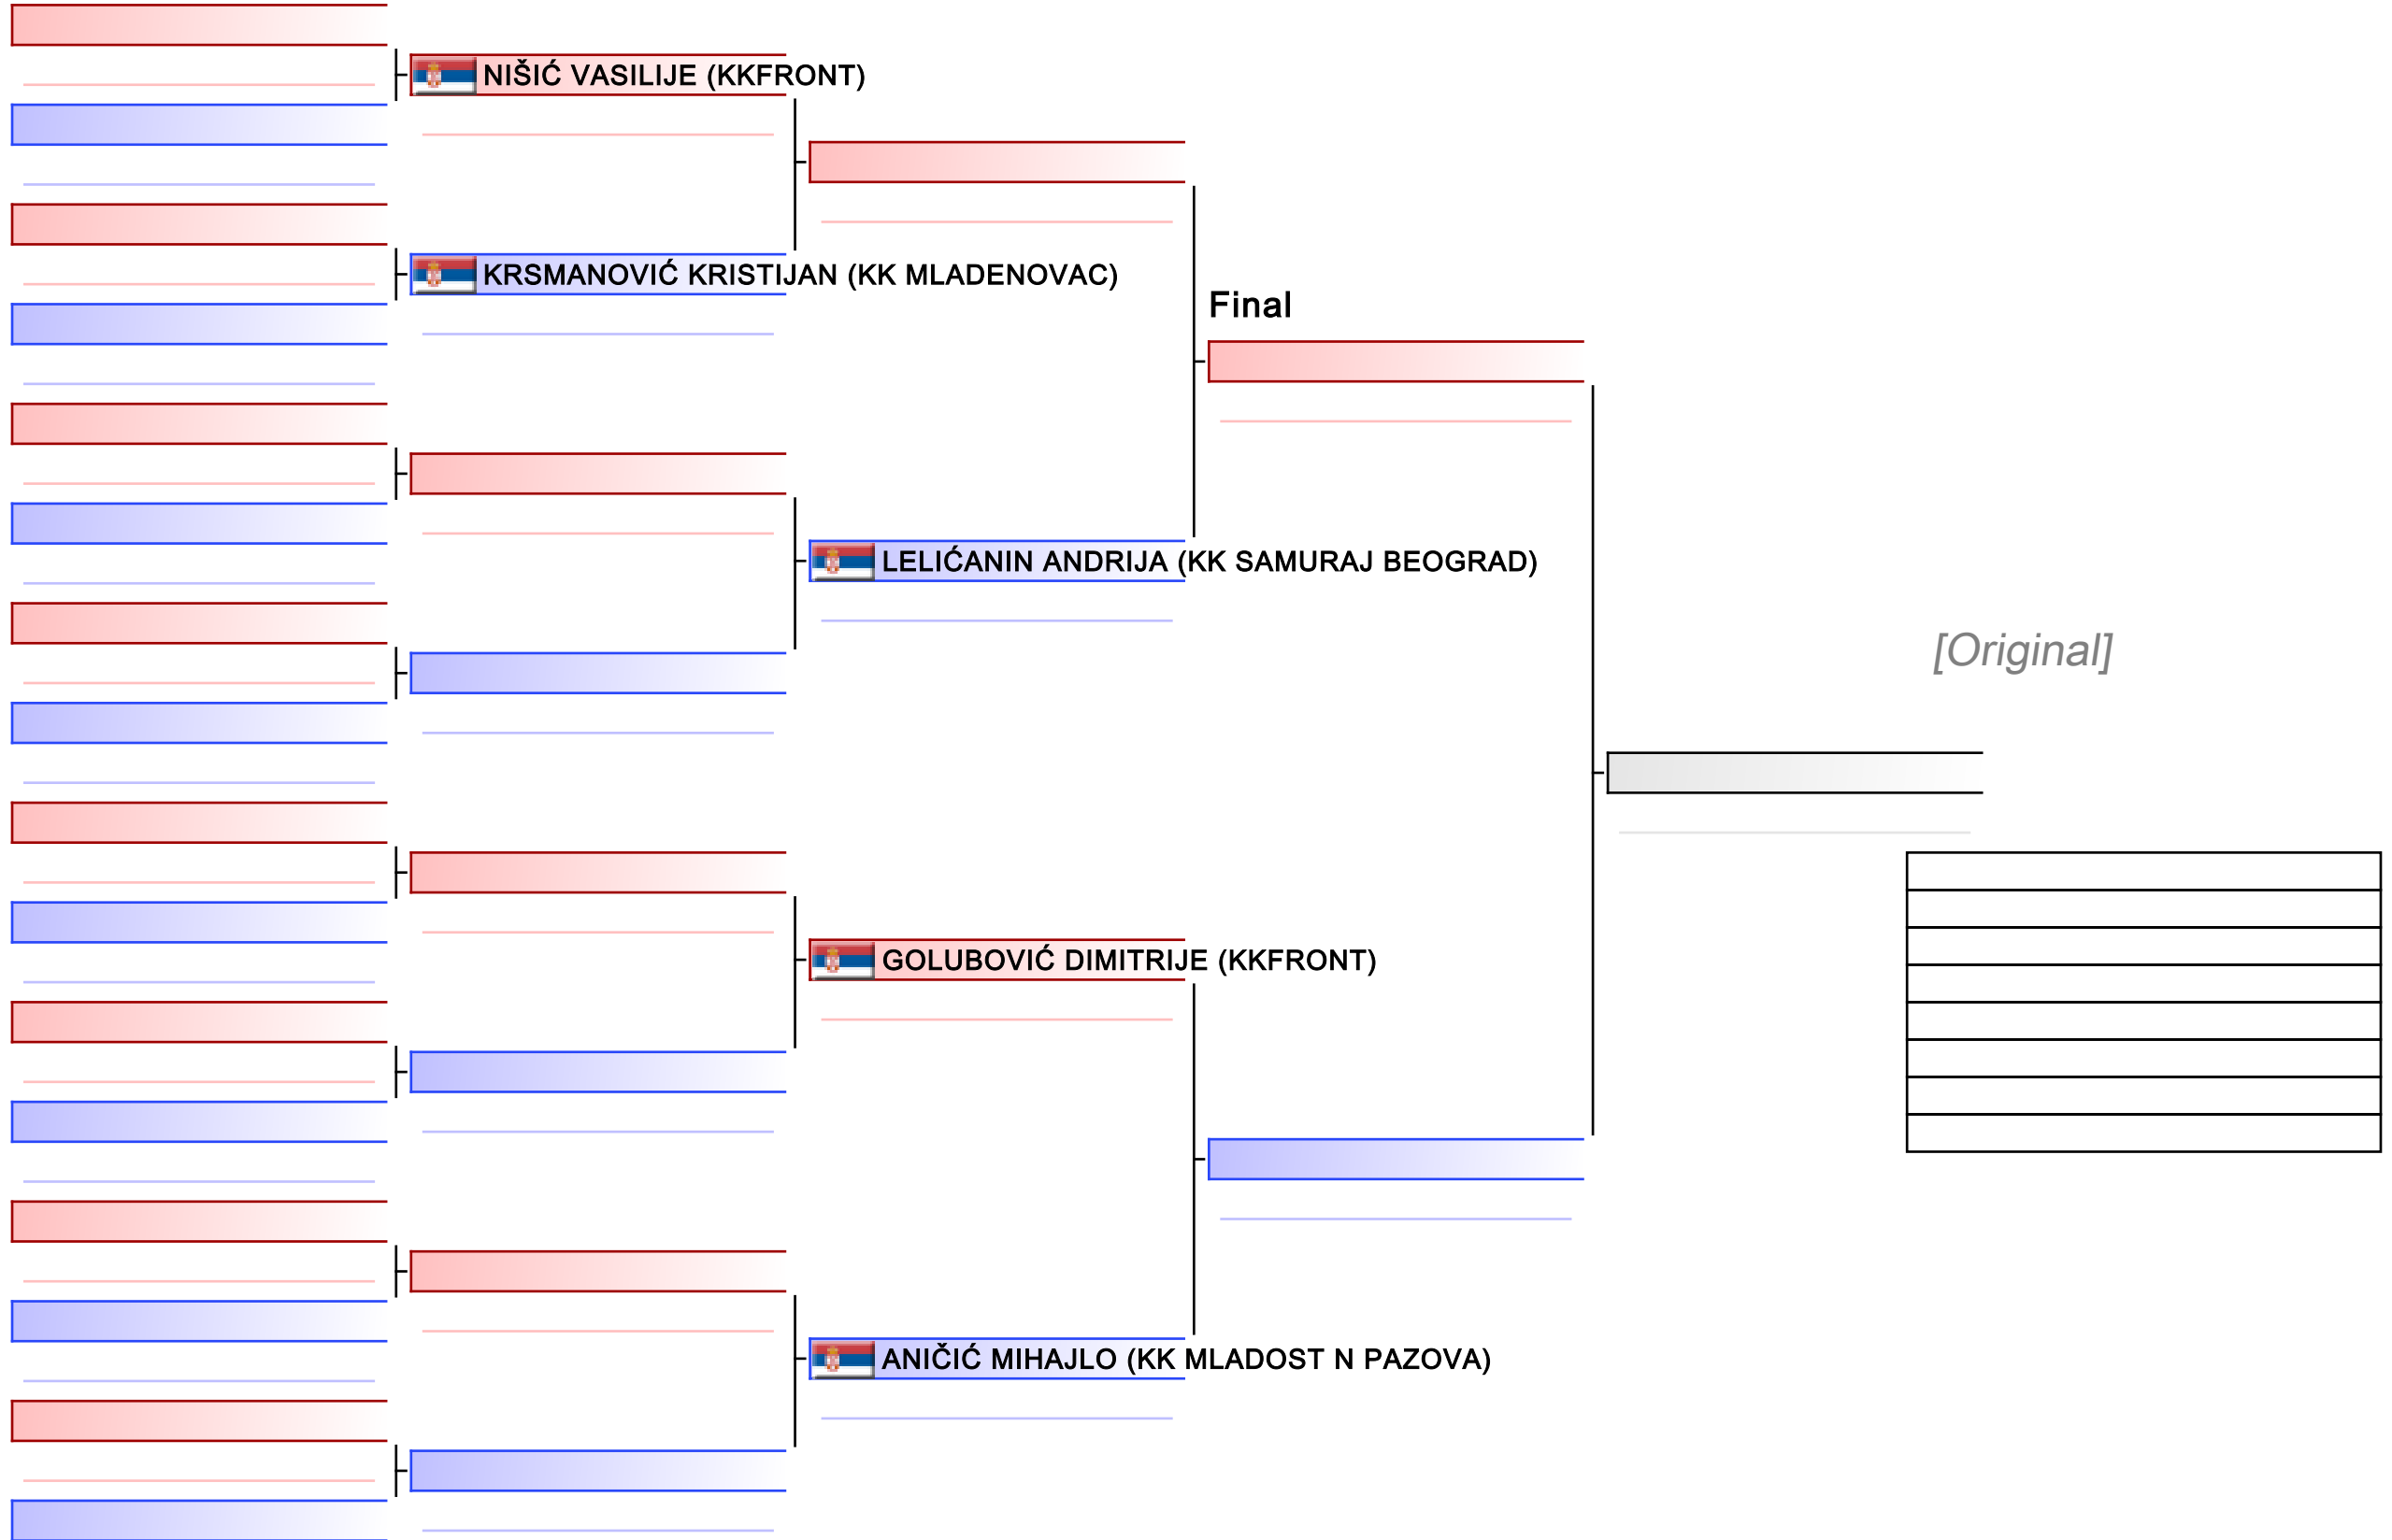 NIŠIĆ VASILIJE (KKFRONT)
KRSMANOVIĆ KRISTIJAN (KK MLADENOVAC)
Final
LELIĆANIN ANDRIJA (KK SAMURAJ BEOGRAD)
[Original]
GOLUBOVIĆ DIMITRIJE (KKFRONT)
ANIČIĆ MIHAJLO (KK MLADOST N PAZOVA)